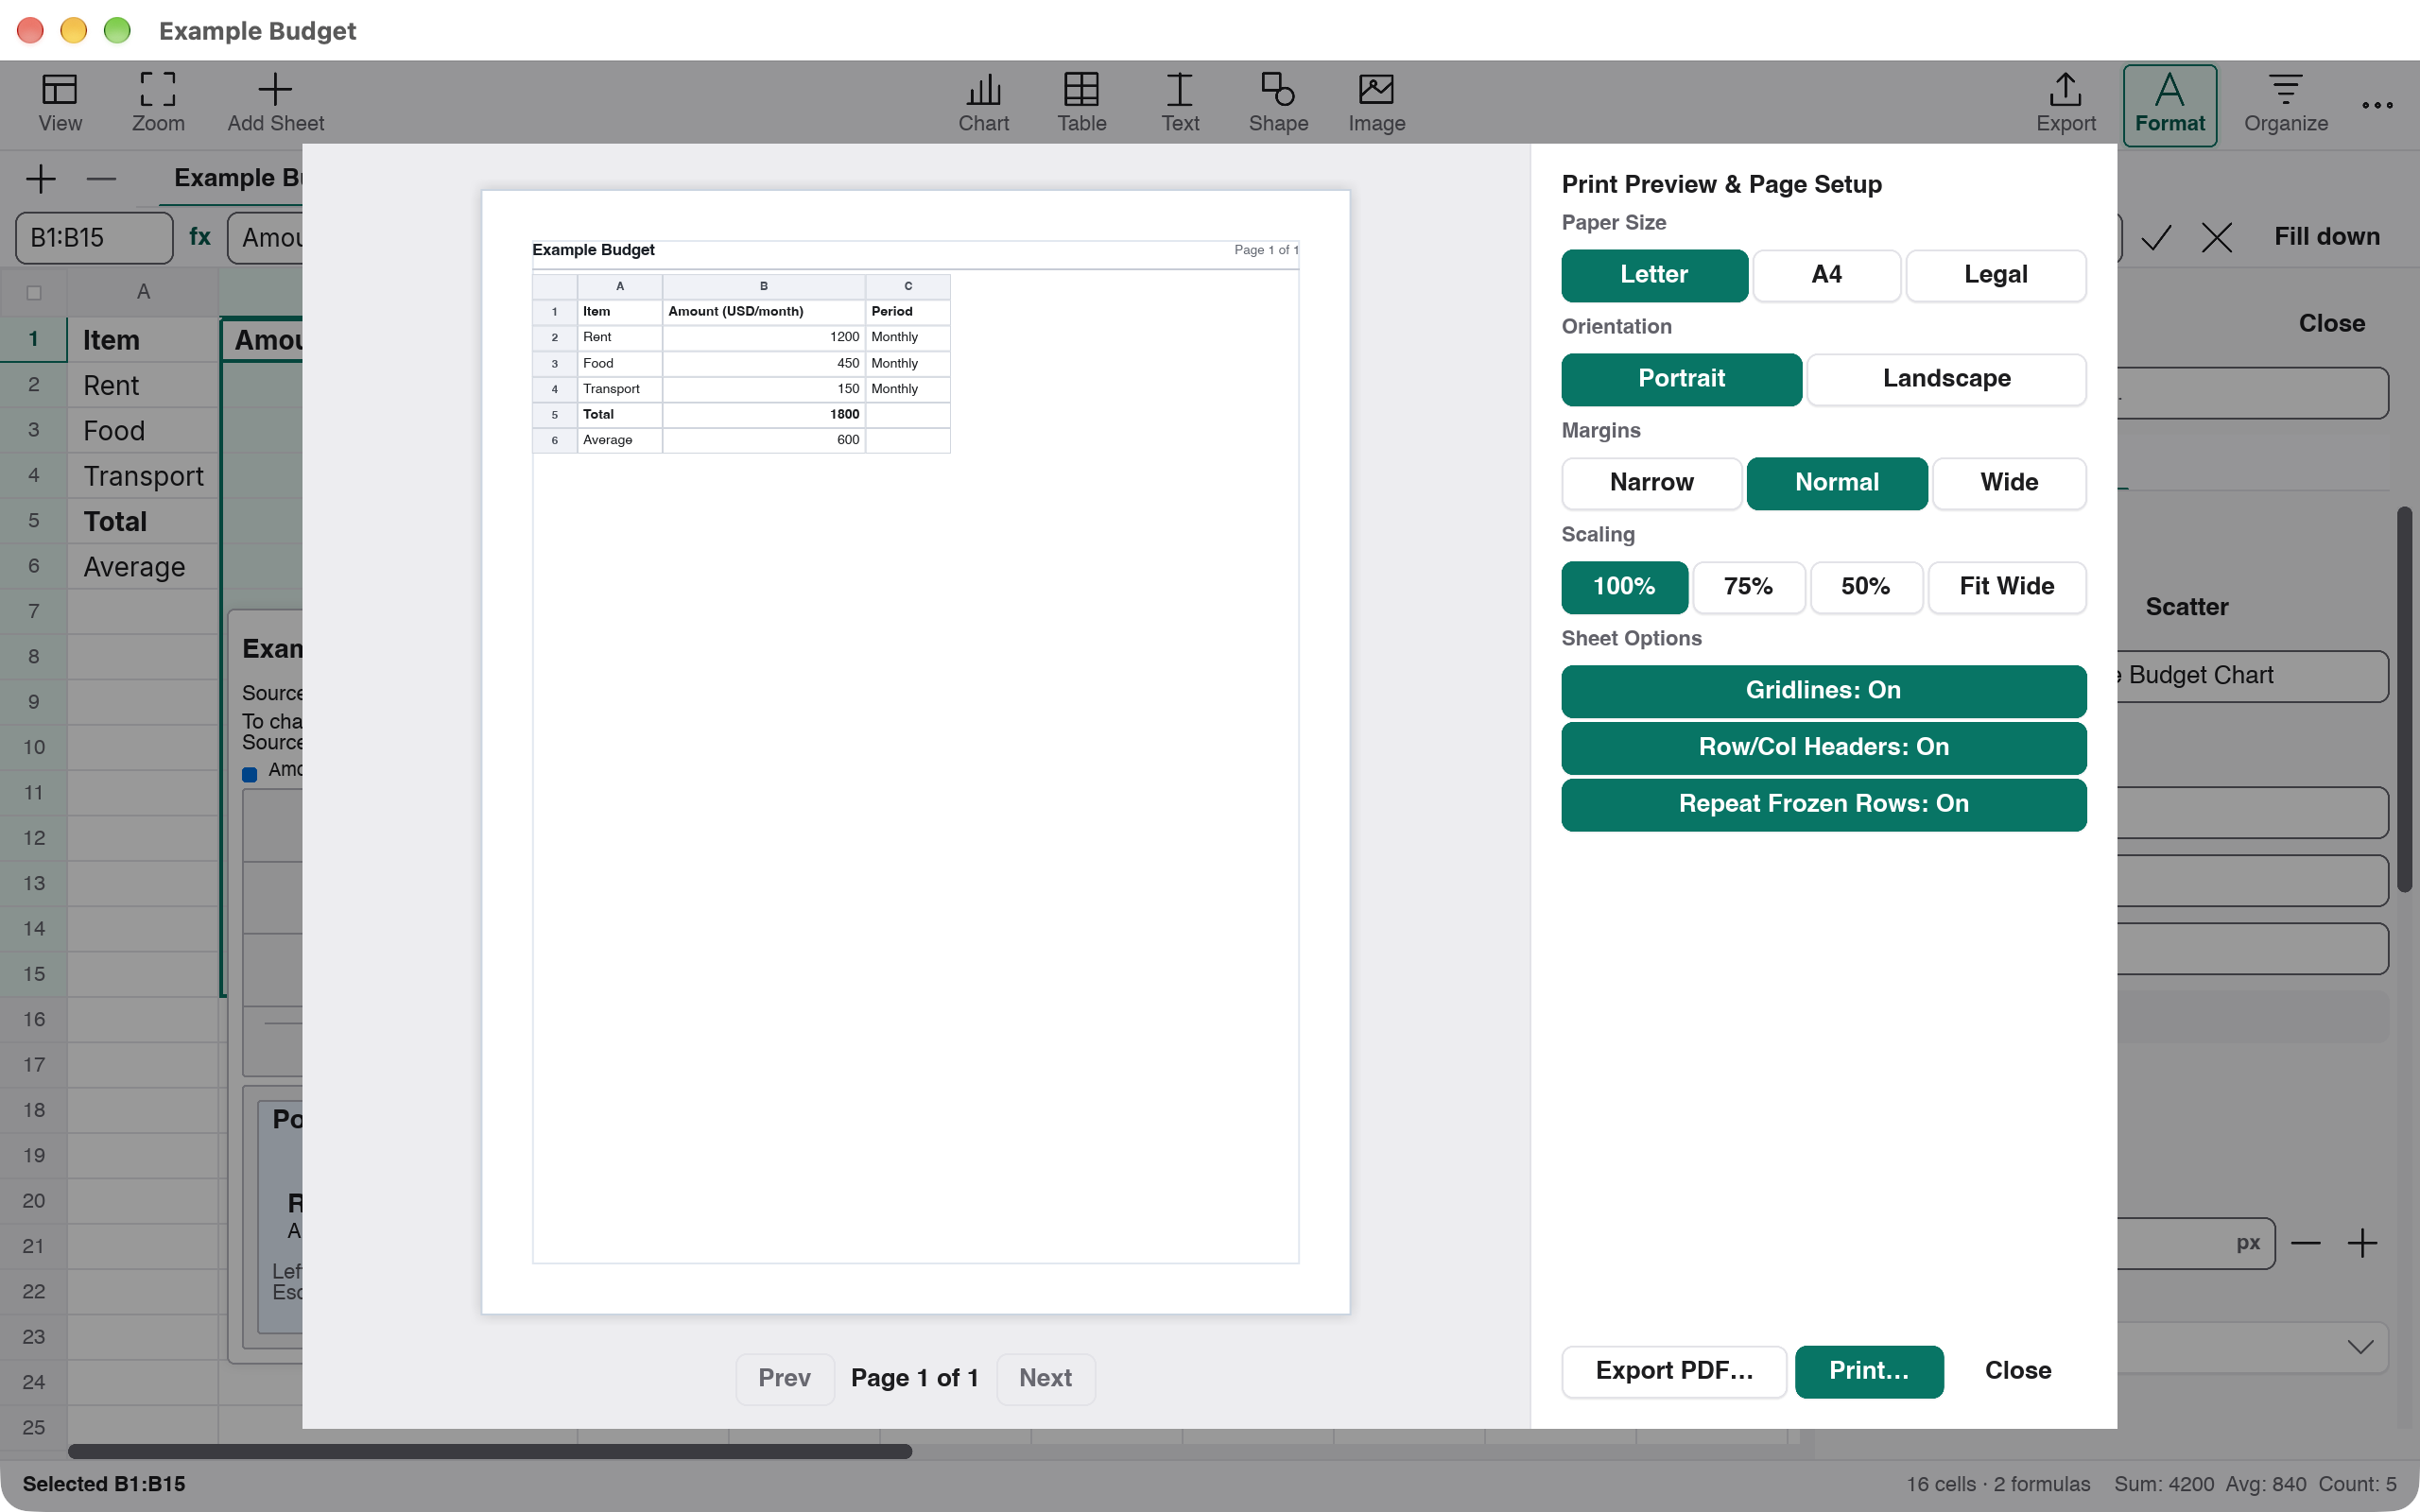 Example Budget
View Zoom Add Sheet Chart Table Text Shape Image Export Format Organize
Example B
B1:B15 fx Amou Fill down
A
1 Item Amou
2 Rent
3 Food
4 Transport
5 Total
6 Average
7
8 Exan
9 Source
To cha
10 Source
Amo
11
12
13
14
15
16
17
18 Po
19
20 R
A
21
22 Lef
Esc
23
24
25
Example Budget Page 1 of 1
A B C
1 Item Amount (USD/month) Period
2 Rent 1200 Monthly
3 Food 450 Monthly
4 Transport 150 Monthly
5 Total 1800
6 Average 600
Prev Page 1 of 1 Next
Print Preview & Page Setup
Paper Size
Letter A4 Legal
Orientation
Portrait Landscape
Margins
Narrow Normal Wide
Scaling
100% 75% 50% Fit Wide
Sheet Options
Gridlines: On
Row/Col Headers: On
Repeat Frozen Rows: On
Export PDF... Print... Close
Close
Scatter
Budget Chart
px
Selected B1:B15 16 cells · 2 formulas Sum: 4200 Avg: 840 Count: 5